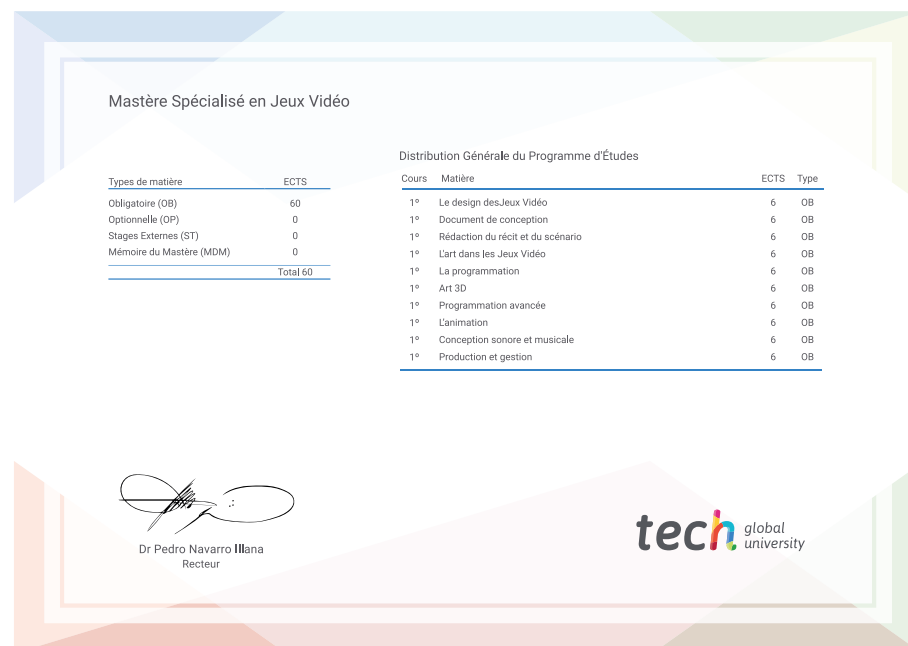 Mastère Spécialisé en Jeux Vidéo
Types de matière ECTS
Obligatoire (OB) 60
Optionnelle (OP) 0
Stages Externes (ST) 0
Mémoire du Mastère (MDM) 0
Total 60
Distribution Générale du Programme d'Études
Cours Matière ECTS Type
1º Le design desJeux Vidéo 6 OB
1º Document de conception 6 OB
1º Rédaction du récit et du scénario 6 OB
1º L'art dans les Jeux Vidéo 6 OB
1º La programmation 6 OB
1º Art 3D 6 OB
1º Programmation avancée 6 OB
1º L'animation 6 OB
1º Conception sonore et musicale 6 OB
1º Production et gestion 6 OB
Dr Pedro Navarro Illana
Recteur
tech global university